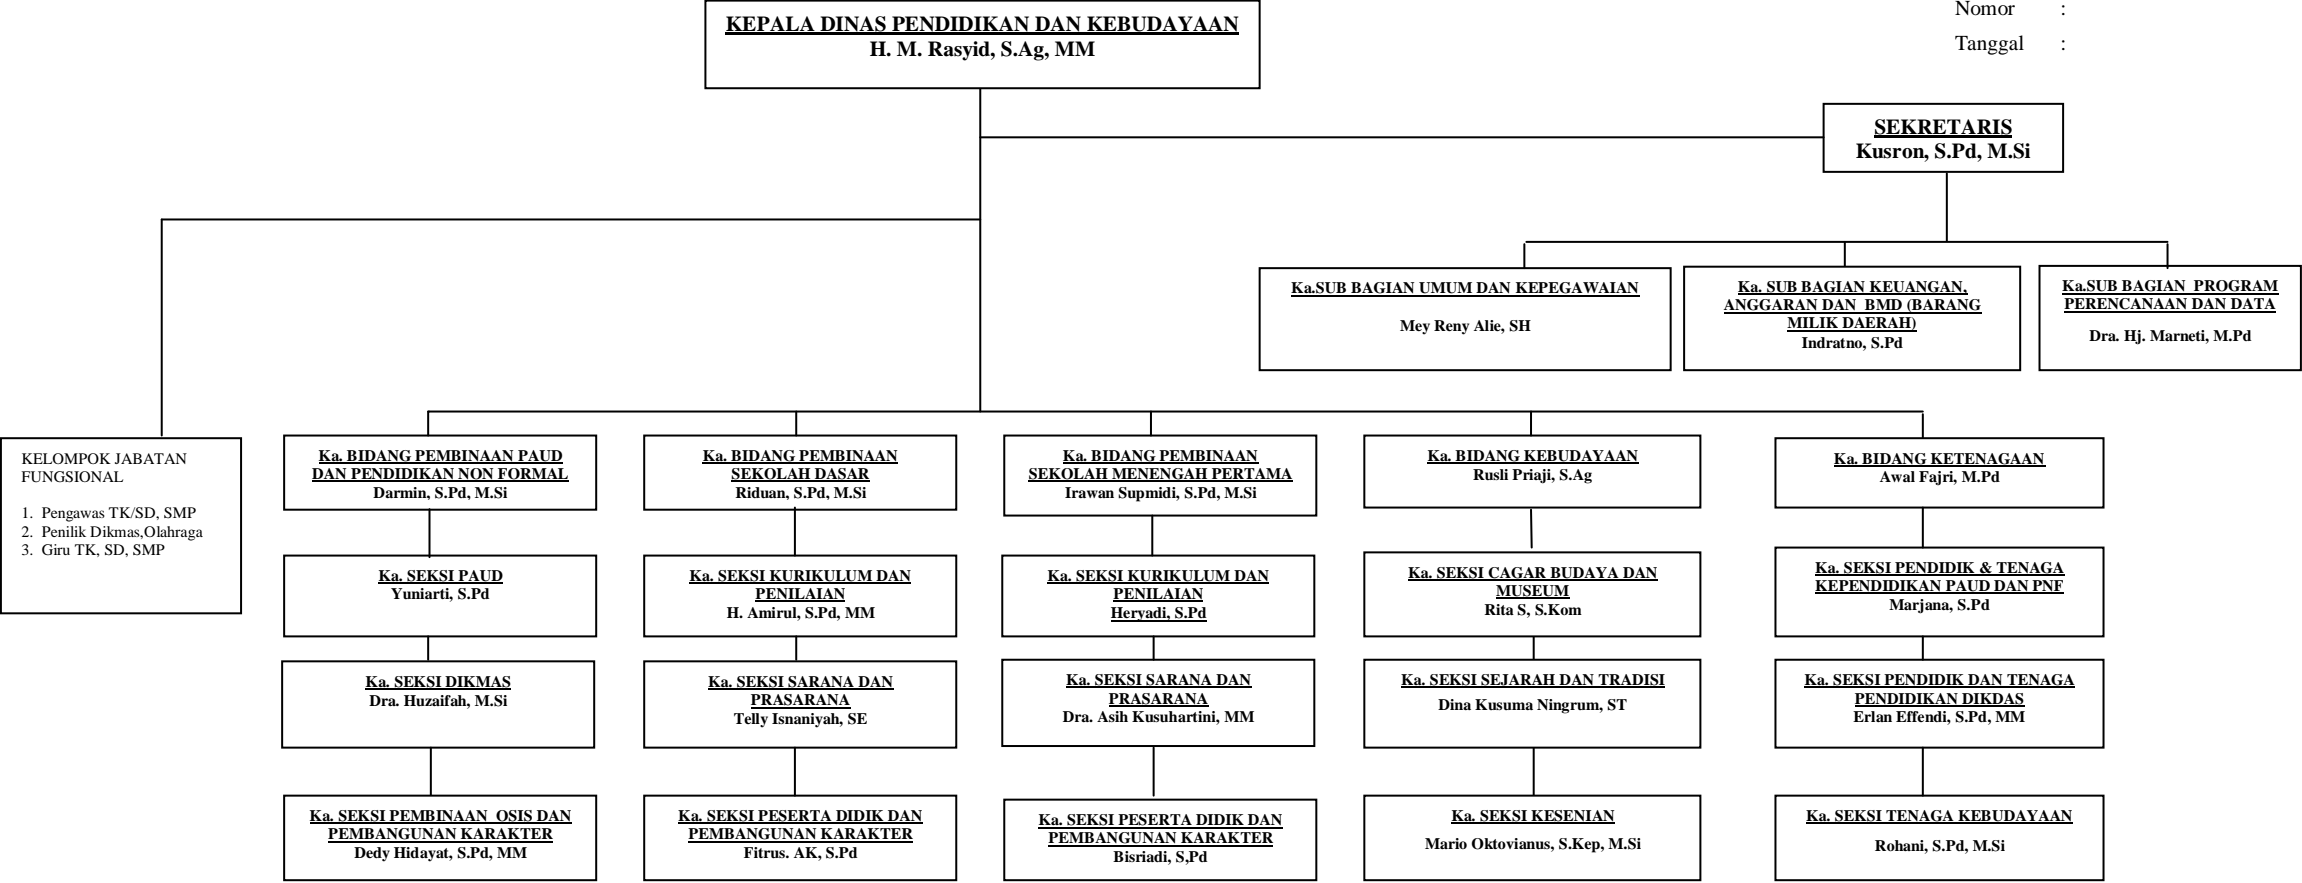 KEPALA DINAS PENDIDIKAN DAN KEBUDAYAAN
H. M. Rasyid, S.Ag, MM
Nomor :
Tanggal :
SEKRETARIS
Kusron, S.Pd, M.Si
Ka.SUB BAGIAN UMUM DAN KEPEGAWAIAN
Mey Reny Alie, SH
Ka. SUB BAGIAN KEUANGAN,
ANGGARAN DAN BMD (BARANG
MILIK DAERAH)
Indratno, S.Pd
Ka.SUB BAGIAN PROGRAM
PERENCANAAN DAN DATA
Dra. Hj. Marneti, M.Pd
KELOMPOK JABATAN
FUNGSIONAL
1. Pengawas TK/SD, SMP
2. Penilik Dikmas,Olahraga
3. Giru TK, SD, SMP
Ka. BIDANG PEMBINAAN PAUD
DAN PENDIDIKAN NON FORMAL
Darmin, S.Pd, M.Si
Ka. BIDANG PEMBINAAN
SEKOLAH DASAR
Riduan, S.Pd, M.Si
Ka. BIDANG PEMBINAAN
SEKOLAH MENENGAH PERTAMA
Irawan Supmidi, S.Pd, M.Si
Ka. BIDANG KEBUDAYAAN
Rusli Priaji, S.Ag
Ka. BIDANG KETENAGAAN
Awal Fajri, M.Pd
Ka. SEKSI PAUD
Yuniarti, S.Pd
Ka. SEKSI KURIKULUM DAN
PENILAIAN
H. Amirul, S.Pd, MM
Ka. SEKSI KURIKULUM DAN
PENILAIAN
Heryadi, S.Pd
Ka. SEKSI CAGAR BUDAYA DAN
MUSEUM
Rita S, S.Kom
Ka. SEKSI PENDIDIK & TENAGA
KEPENDIDIKAN PAUD DAN PNF
Marjana, S.Pd
Ka. SEKSI DIKMAS
Dra. Huzaifah, M.Si
Ka. SEKSI SARANA DAN
PRASARANA
Telly Isnaniyah, SE
Ka. SEKSI SARANA DAN
PRASARANA
Dra. Asih Kusuhartini, MM
Ka. SEKSI SEJARAH DAN TRADISI
Dina Kusuma Ningrum, ST
Ka. SEKSI PENDIDIK DAN TENAGA
PENDIDIKAN DIKDAS
Erlan Effendi, S.Pd, MM
Ka. SEKSI PEMBINAAN OSIS DAN
PEMBANGUNAN KARAKTER
Dedy Hidayat, S.Pd, MM
Ka. SEKSI PESERTA DIDIK DAN
PEMBANGUNAN KARAKTER
Fitrus. AK, S.Pd
Ka. SEKSI PESERTA DIDIK DAN
PEMBANGUNAN KARAKTER
Bisriadi, S,Pd
Ka. SEKSI KESENIAN
Mario Oktovianus, S.Kep, M.Si
Ka. SEKSI TENAGA KEBUDAYAAN
Rohani, S.Pd, M.Si